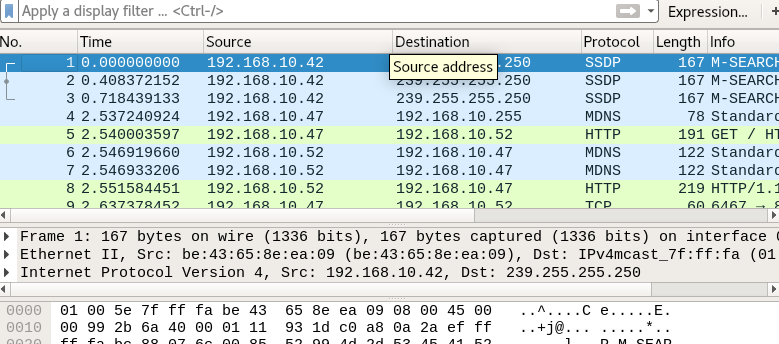 Apply a display filter ... <Ctrl-/> Expression... +
No. Time Source Destination Protocol Length Info
1 0.000000000 192.168.10.42 .250 SSDP 167 M-SEARCH
Source address
2 0.408372152 192.168.10.42 239.255.255.250 SSDP 167 M-SEARCH
3 0.718439133 192.168.10.42 239.255.255.250 SSDP 167 M-SEARCH
4 2.537240924 192.168.10.47 192.168.10.255 MDNS 78 Standard
5 2.540003597 192.168.10.47 192.168.10.52 HTTP 191 GET / HT
6 2.546919660 192.168.10.52 192.168.10.47 MDNS 122 Standard
7 2.546933206 192.168.10.52 192.168.10.47 MDNS 122 Standard
8 2.551584451 192.168.10.52 192.168.10.47 HTTP 219 HTTP/1.1
9 2.637378452 192.168.10.47 192.168.10.52 TCP 60 6467 → 8
Frame 1: 167 bytes on wire (1336 bits), 167 bytes captured (1336 bits) on interface 0
Ethernet II, Src: be:43:65:8e:ea:09 (be:43:65:8e:ea:09), Dst: IPv4mcast_7f:ff:fa (01
Internet Protocol Version 4, Src: 192.168.10.42, Dst: 239.255.255.250
0000 01 00 5e 7f ff fa be 43 65 8e ea 09 08 00 45 00 ..^....C e.....E.
0010 00 99 2b 6a 40 00 01 11 93 1d c0 a8 0a 2a ef ff ..+j@... .....*..
0020 ff fa bc 88 07 6c 00 85 52 99 4d 2d 53 45 41 52 .....l.. R.M-SEAR